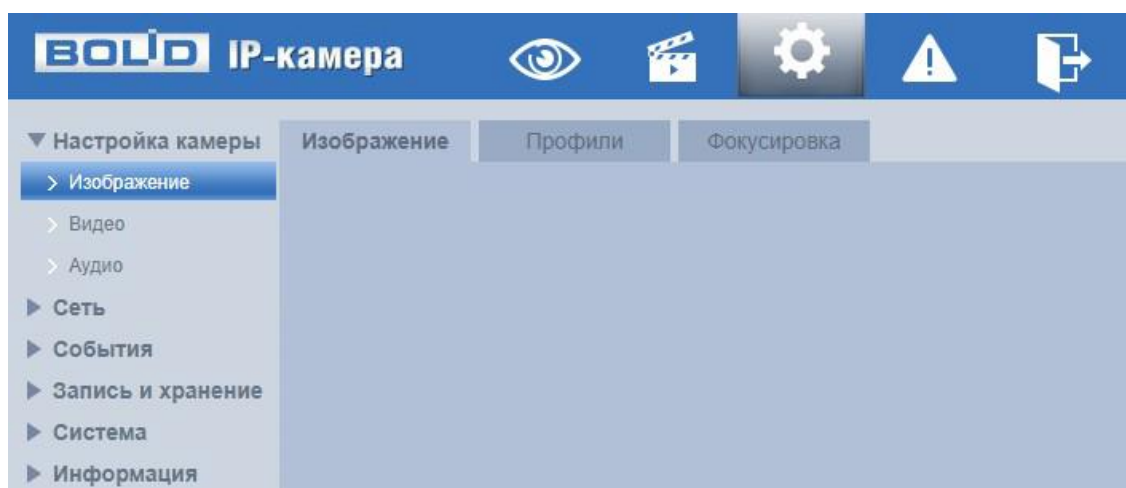 BOLID IP-камера
Настройка камеры
Изображение
Видео
Аудио
Сеть
События
Запись и хранение
Система
Информация
Изображение
Профили
Фокусировка